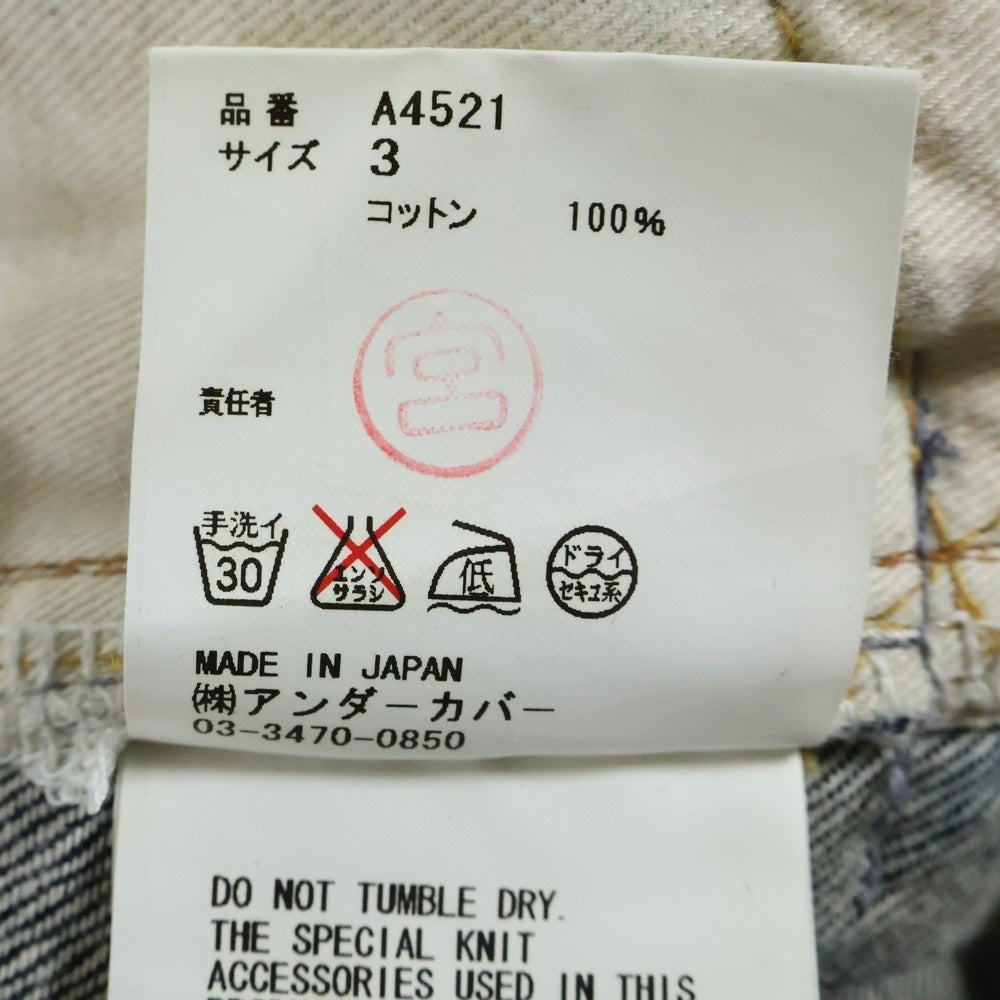 品番 A4521
サイズ 3
コットン 100%
宮
責任者
手洗イ
30
エンソ
サラシ
低
ドライ
セキユ系
MADE IN JAPAN
㈱アンダーカバー
03-3470-0850
DO NOT TUMBLE DRY.
THE SPECIAL KNIT
ACCESSORIES USED IN THIS